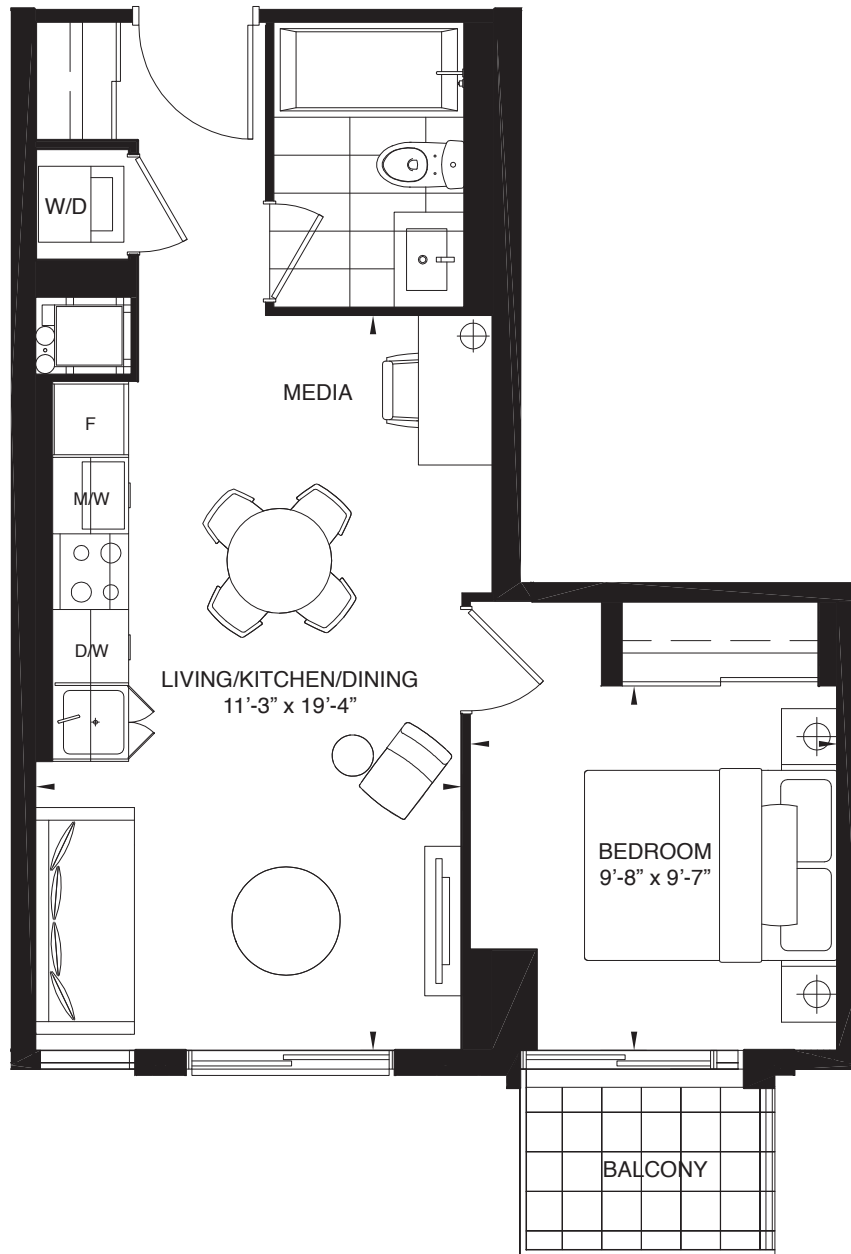 W/D
MEDIA
F
M/W
D/W
LIVING/KITCHEN/DINING
11’-3” x 19’-4”
BEDROOM
9’-8” x 9’-7”
BALCONY